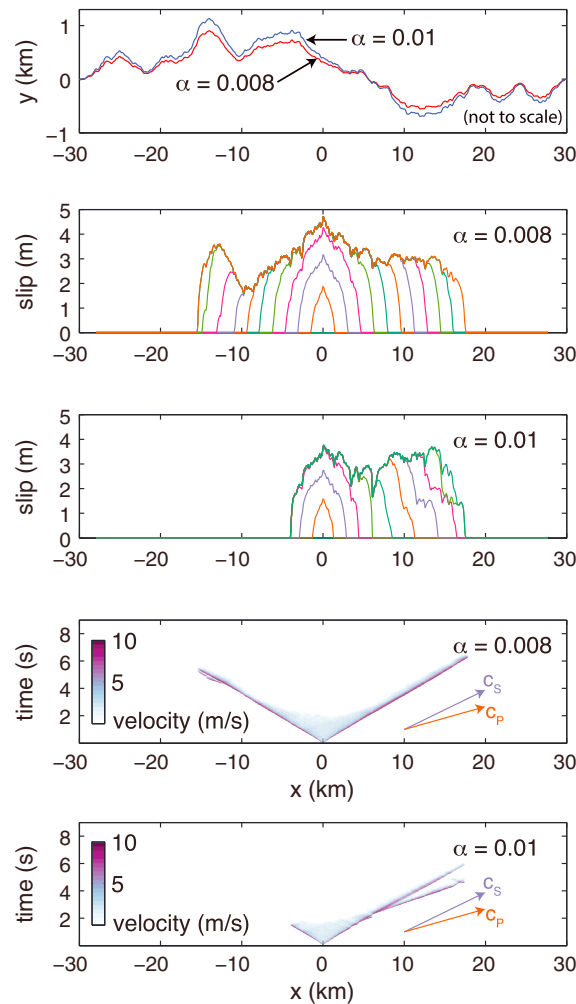 y (km)
1
0
−1
α = 0.01
α = 0.008
(not to scale)
−30 −20 −10 0 10 20 30
slip (m)
5
4
3
2
1
0
α = 0.008
−30 −20 −10 0 10 20 30
slip (m)
5
4
3
2
1
0
α = 0.01
−30 −20 −10 0 10 20 30
time (s)
8
6
4
2
10
5
velocity (m/s)
α = 0.008
cS
cP
−30 −20 −10 0 10 20 30
x (km)
time (s)
8
6
4
2
10
5
velocity (m/s)
α = 0.01
cS
cP
−30 −20 −10 0 10 20 30
x (km)